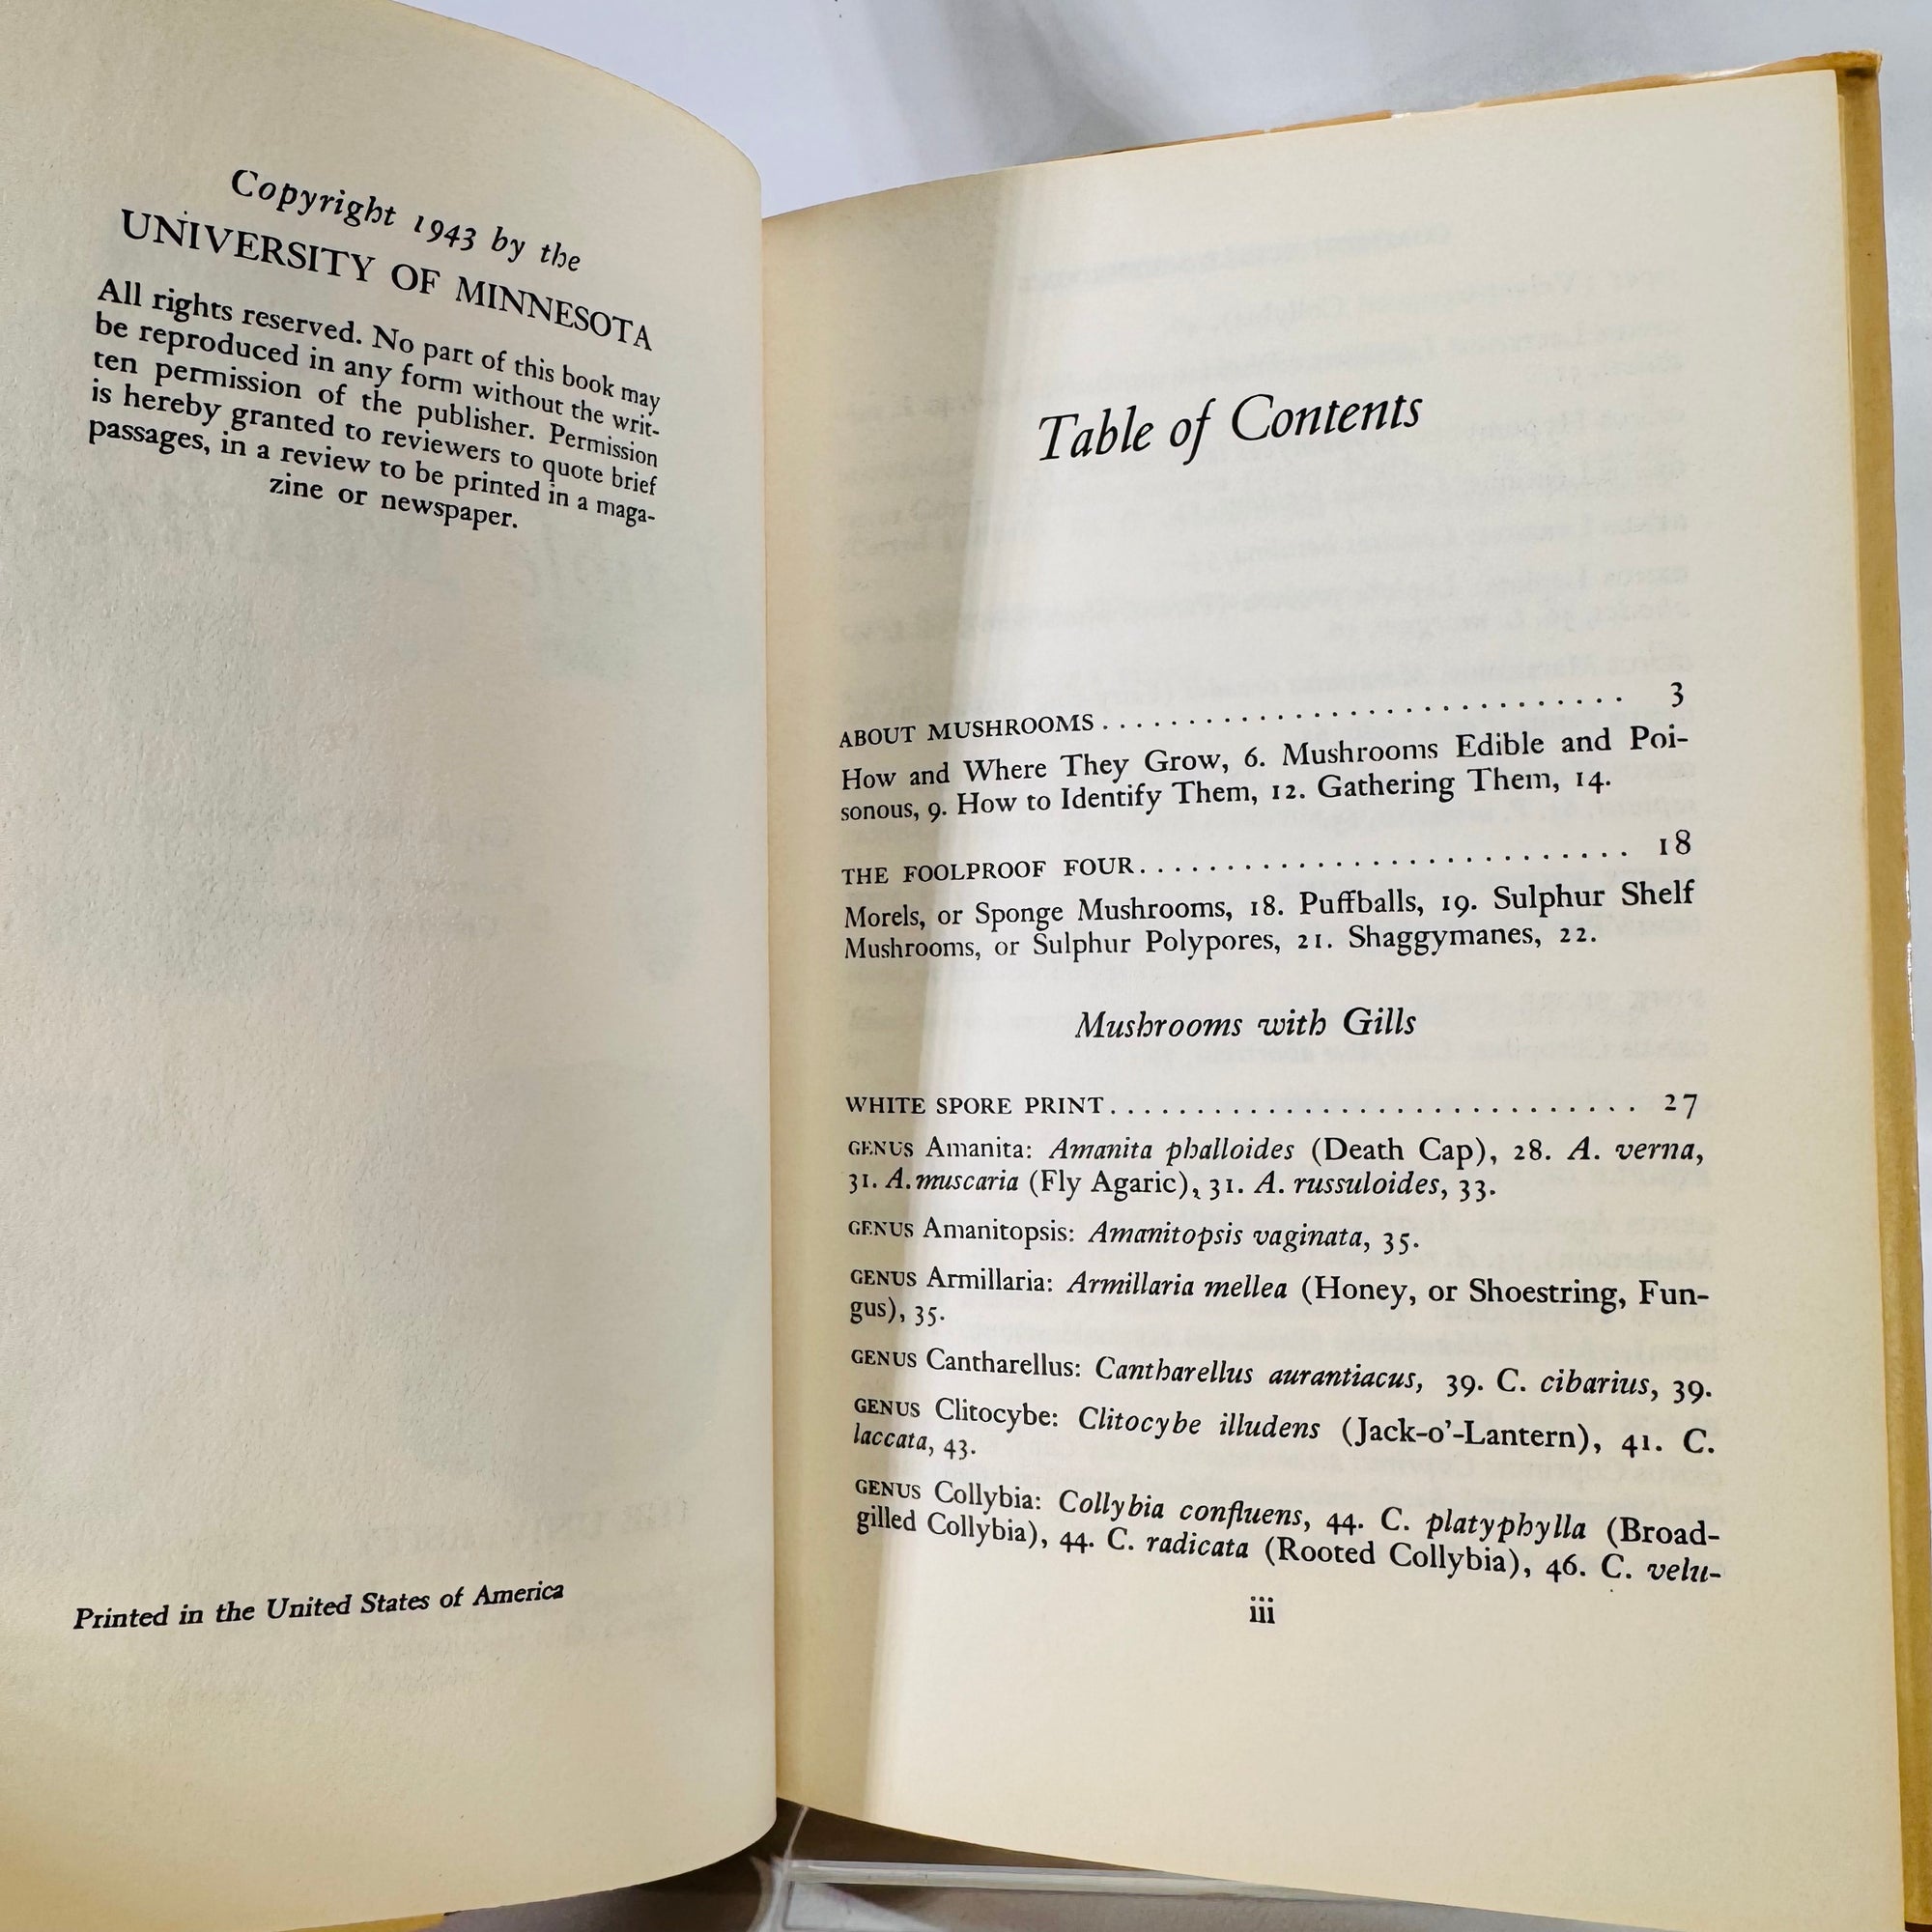 Copyright 1943 by the
UNIVERSITY OF MINNESOTA
All rights reserved. No part of this book may
be reproduced in any form without the writ-
ten permission of the publisher. Permission
is hereby granted to reviewers to quote brief
passages, in a review to be printed in a maga-
zine or newspaper.
Printed in the United States of America
Table of Contents
ABOUT MUSHROOMS.............................. 3
How and Where They Grow, 6. Mushrooms Edible and Poi-
sonous, 9. How to Identify Them, 12. Gathering Them, 14.
THE FOOLPROOF FOUR............................ 18
Morels, or Sponge Mushrooms, 18. Puffballs, 19. Sulphur Shelf
Mushrooms, or Sulphur Polypores, 21. Shaggymanes, 22.
Mushrooms with Gills
WHITE SPORE PRINT.............................. 27
GENUS Amanita: Amanita phalloides (Death Cap), 28. A. verna,
31. A. muscaria (Fly Agaric), 31. A. russuloides, 33.
GENUS Amanitopsis: Amanitopsis vaginata, 35.
GENUS Armillaria: Armillaria mellea (Honey, or Shoestring, Fun-
gus), 35.
GENUS Cantharellus: Cantharellus aurantiacus, 39. C. cibarius, 39.
GENUS Clitocybe: Clitocybe illudens (Jack-o'-Lantern), 41. C.
laccata, 43.
GENUS Collybia: Collybia confluens, 44. C. platyphylla (Broad-
gilled Collybia), 44. C. radicata (Rooted Collybia), 46. C. velu-
iii